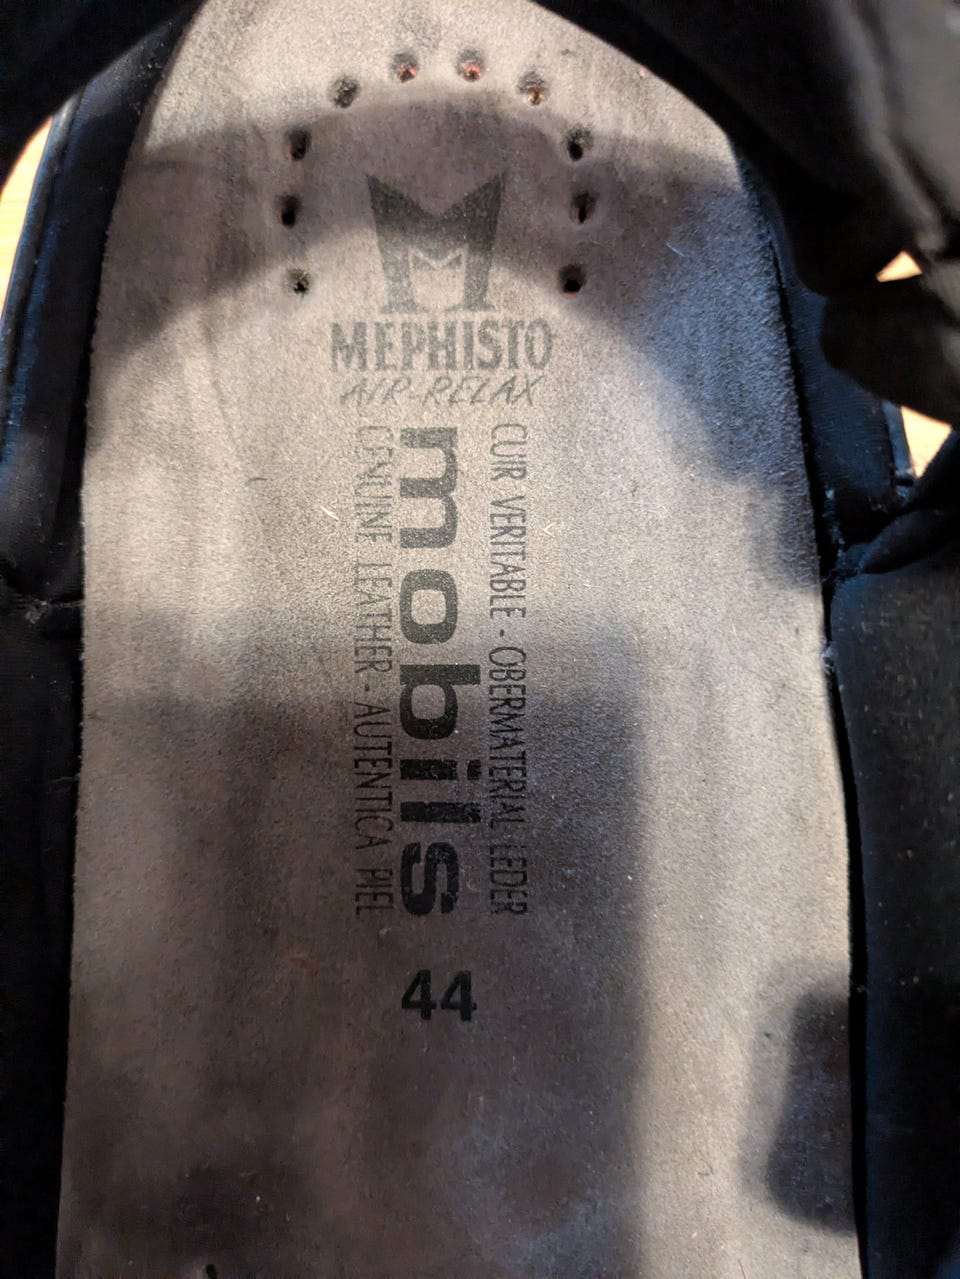 M
MEPHISTO
AIR-RELAX
CUIR VERITABLE - OBERMATERIAL LEDER
mobils
GENUINE LEATHER - AUTENTICA PIEL
44